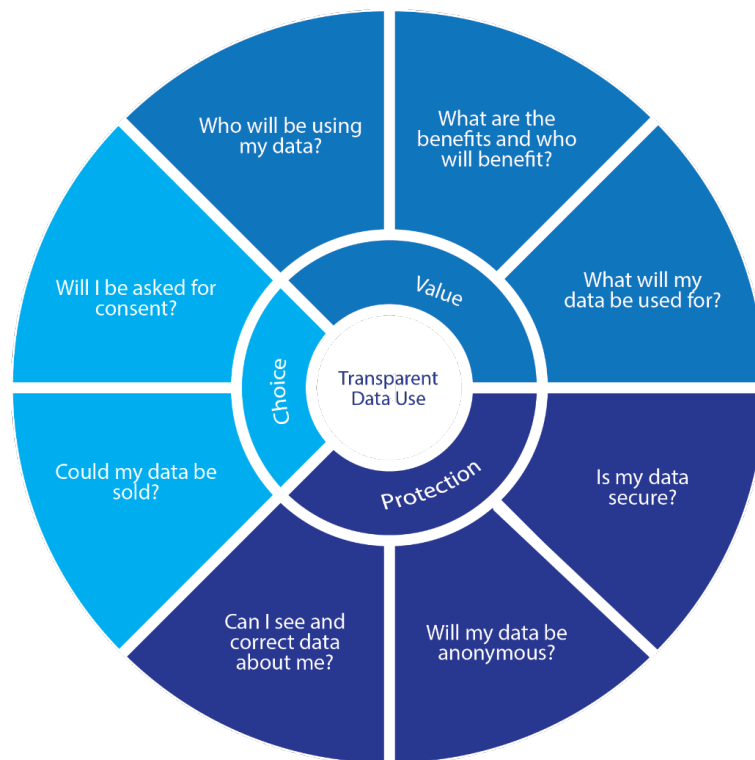 Who will be using
my data?
What are the
benefits and who
will benefit?
What will my
data be used for?
Will I be asked for
consent?
Value
Choice
Transparent
Data Use
Protection
Could my data be
sold?
Is my data
secure?
Can I see and
correct data
about me?
Will my data be
anonymous?